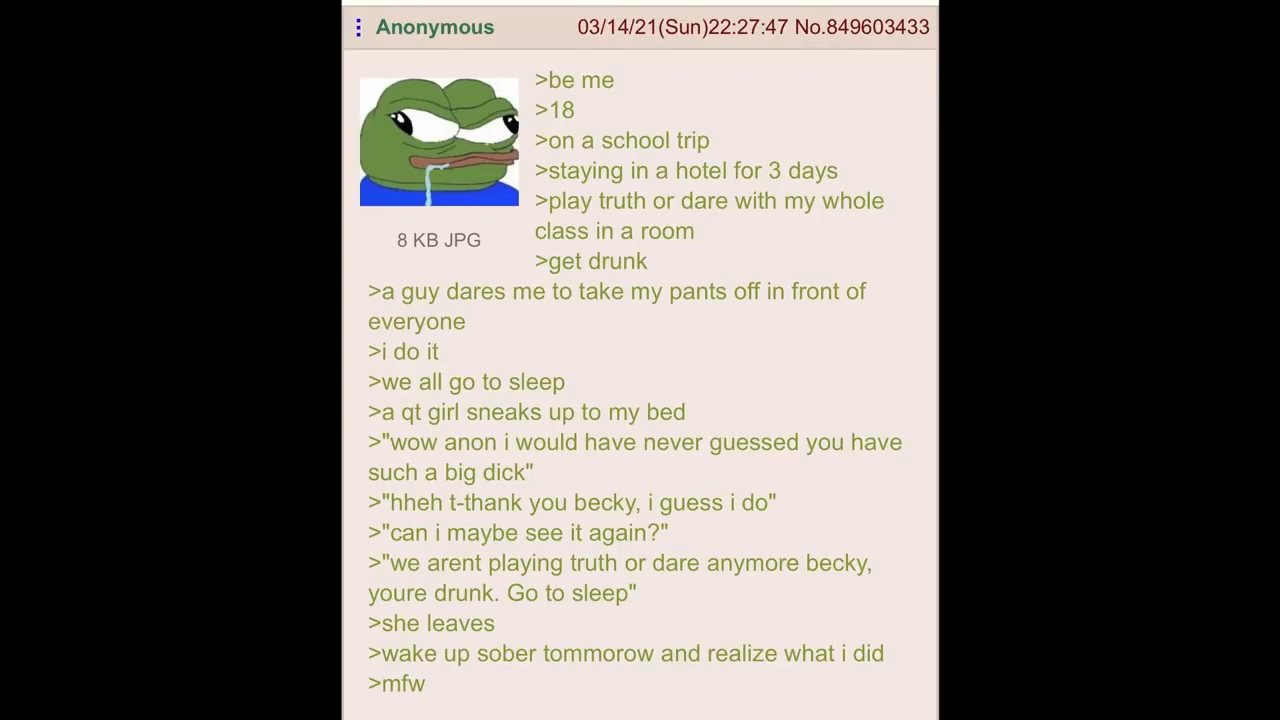 Anonymous 03/14/21(Sun)22:27:47 No.849603433
>be me
>18
>on a school trip
>staying in a hotel for 3 days
>play truth or dare with my whole
class in a room
8 KB JPG
>get drunk
>a guy dares me to take my pants off in front of
everyone
>i do it
>we all go to sleep
>a qt girl sneaks up to my bed
>"wow anon i would have never guessed you have
such a big dick"
>"hheh t-thank you becky, i guess i do"
>"can i maybe see it again?"
>"we arent playing truth or dare anymore becky,
youre drunk. Go to sleep"
>she leaves
>wake up sober tommorow and realize what i did
>mfw